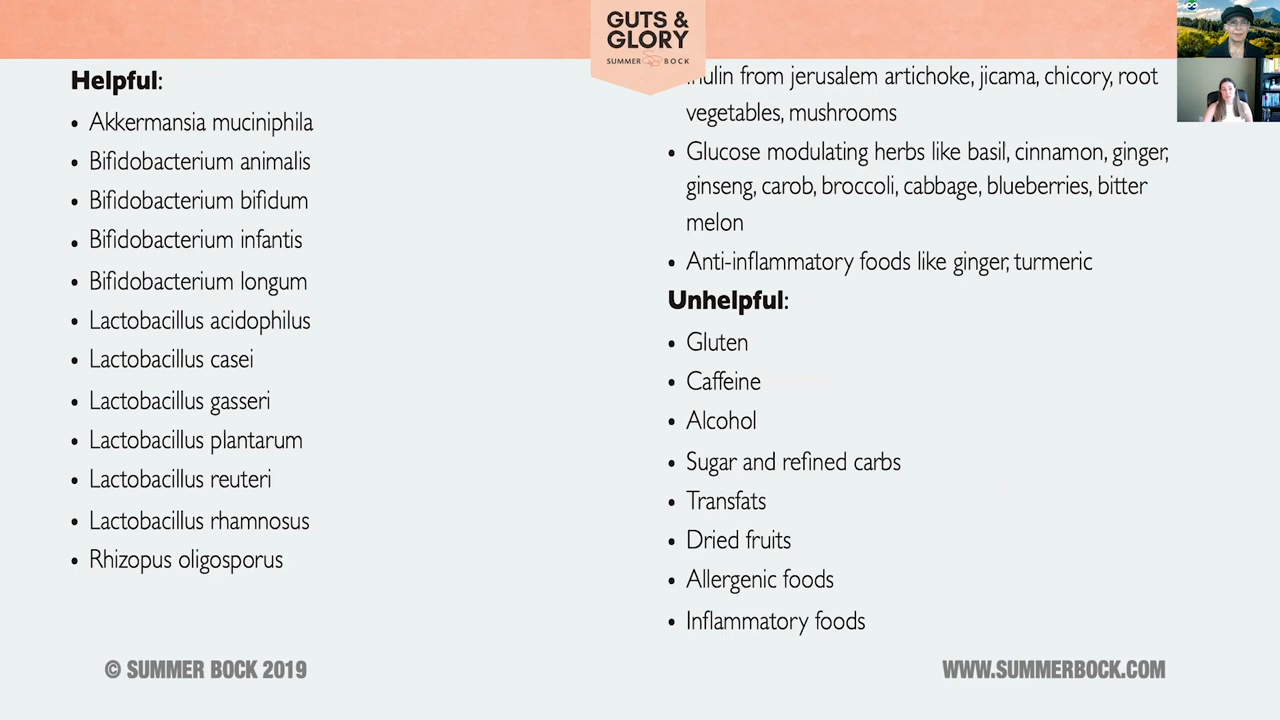 GUTS &
GLORY
SUMMER BOCK
Helpful:
• Akkermansia muciniphila
• Bifidobacterium animalis
• Bifidobacterium bifidum
• Bifidobacterium infantis
• Bifidobacterium longum
• Lactobacillus acidophilus
• Lactobacillus casei
• Lactobacillus gasseri
• Lactobacillus plantarum
• Lactobacillus reuteri
• Lactobacillus rhamnosus
• Rhizopus oligosporus
from jerusalem artichoke, jicama, chicory, root
vegetables, mushrooms
• Glucose modulating herbs like basil, cinnamon, ginger,
ginseng, carob, broccoli, cabbage, blueberries, bitter
melon
• Anti-inflammatory foods like ginger, turmeric
Unhelpful:
• Gluten
• Caffeine
• Alcohol
• Sugar and refined carbs
• Transfats
• Dried fruits
• Allergenic foods
• Inflammatory foods
© SUMMER BOCK 2019
WWW.SUMMERBOCK.COM